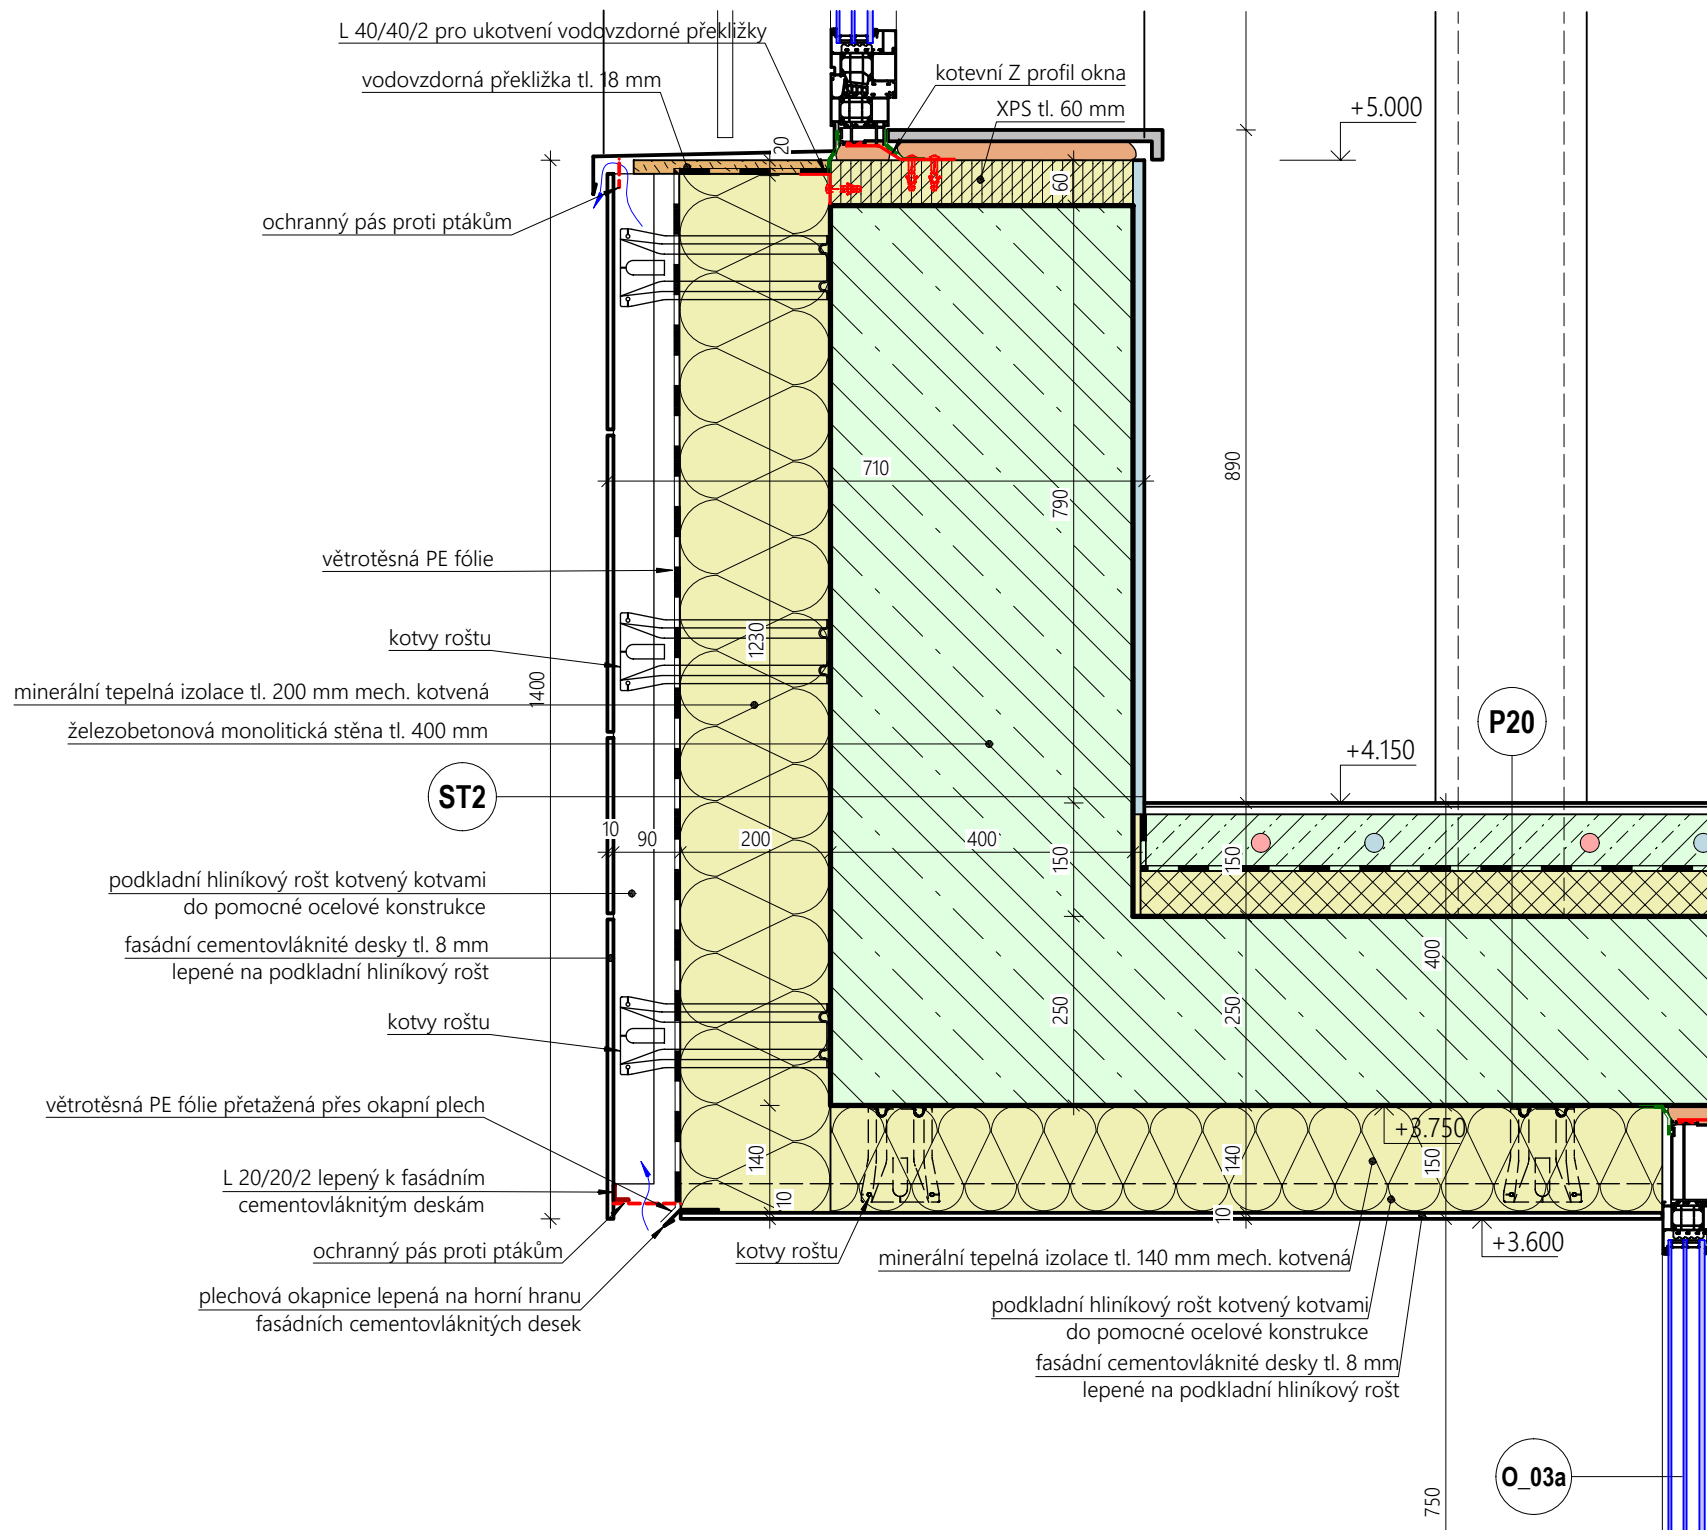 L 40/40/2 pro ukotvení vodovzdorné překližky
vodovzdorná překližka tl. 18 mm
kotevní Z profil okna
XPS tl. 60 mm
+5.000
20
60
ochranný pás proti ptákům
710
790
890
větrotěsná PE fólie
kotvy roštu
1230
1400
minerální tepelná izolace tl. 200 mm mech. kotvená
železobetonová monolitická stěna tl. 400 mm
P20
+4.150
ST2
10
90
200
400
150
150
podkladní hliníkový rošt kotvený kotvami
do pomocné ocelové konstrukce
fasádní cementovláknité desky tl. 8 mm
lepené na podkladní hliníkový rošt
400
250
250
kotvy roštu
větrotěsná PE fólie přetažená přes okapní plech
+3.750
140
140
150
L 20/20/2 lepený k fasádním
cementovláknitým deskám
10
10
ochranný pás proti ptákům
kotvy roštu
minerální tepelná izolace tl. 140 mm mech. kotvená
+3.600
plechová okapnice lepená na horní hranu
fasádních cementovláknitých desek
podkladní hliníkový rošt kotvený kotvami
do pomocné ocelové konstrukce
fasádní cementovláknité desky tl. 8 mm
lepené na podkladní hliníkový rošt
O_03a
750